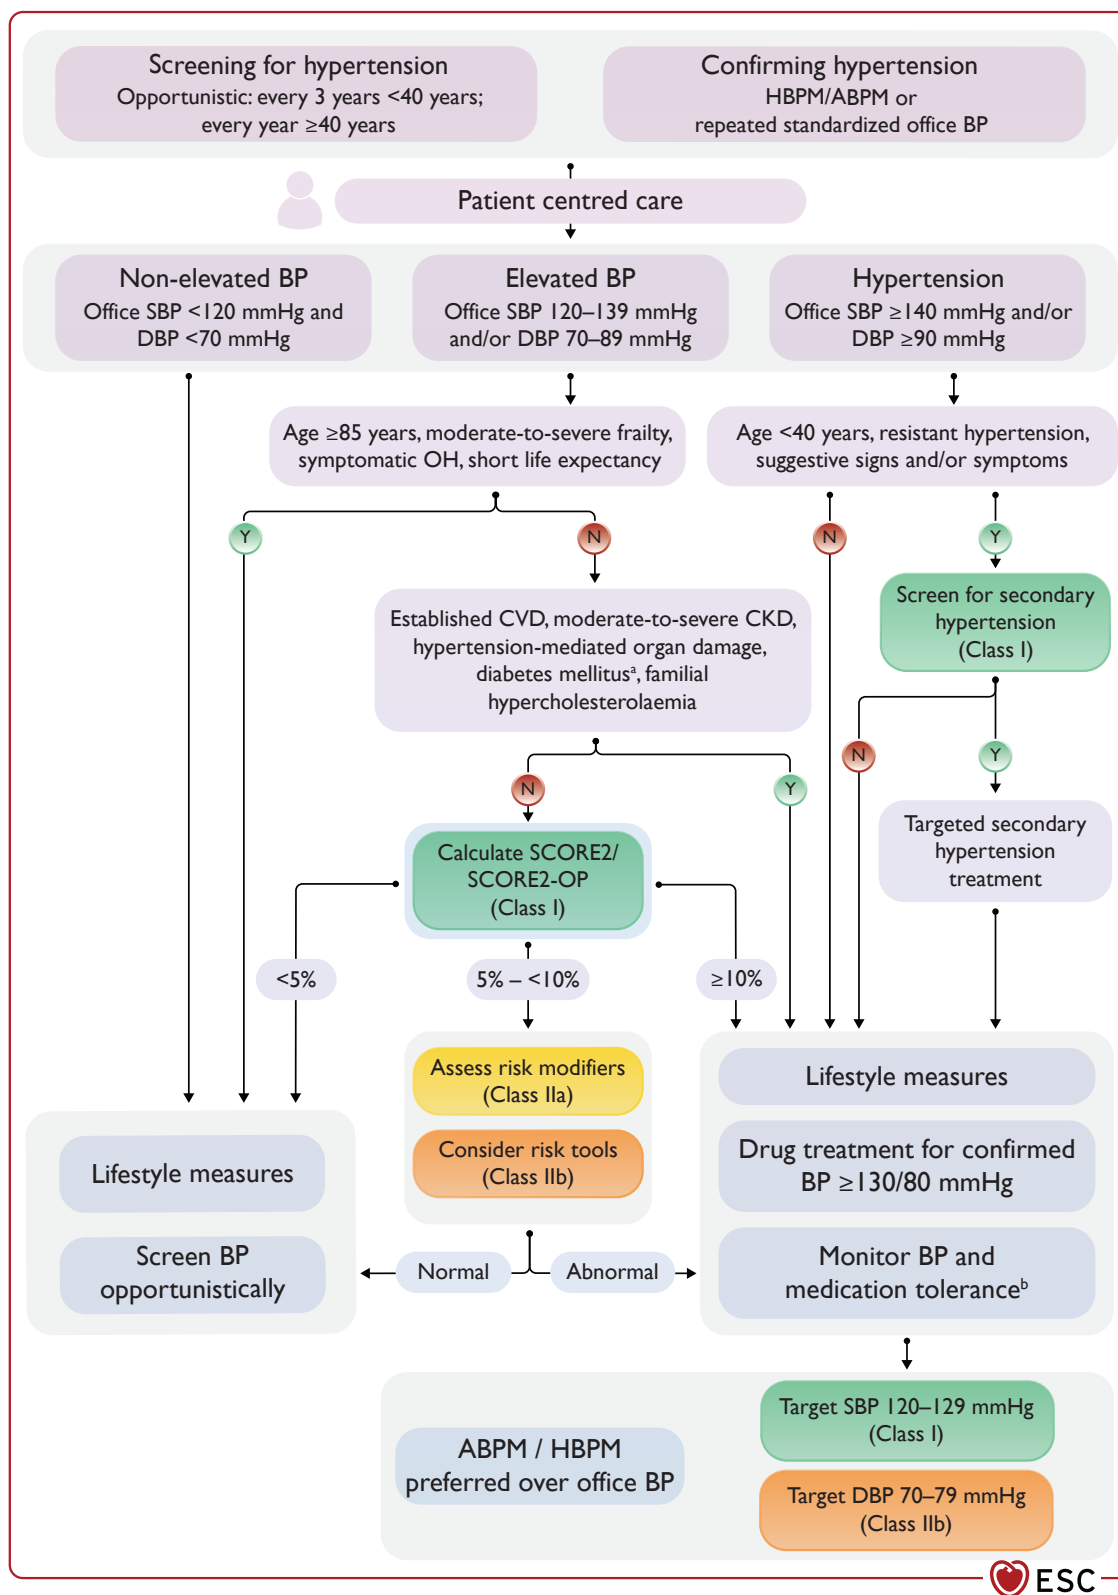 Screening for hypertension
Opportunistic: every 3 years <40 years;
every year ≥40 years
Confirming hypertension
HBPM/ABPM or
repeated standardized office BP
Patient centred care
Non-elevated BP
Office SBP <120 mmHg and
DBP <70 mmHg
Elevated BP
Office SBP 120–139 mmHg
and/or DBP 70–89 mmHg
Hypertension
Office SBP ≥140 mmHg and/or
DBP ≥90 mmHg
Age ≥85 years, moderate-to-severe frailty,
symptomatic OH, short life expectancy
Age <40 years, resistant hypertension,
suggestive signs and/or symptoms
Y
N
N
Y
Established CVD, moderate-to-severe CKD,
hypertension-mediated organ damage,
diabetes mellitusᵃ, familial
hypercholesterolaemia
Screen for secondary
hypertension
(Class I)
N
Y
N
Y
Calculate SCORE2/
SCORE2-OP
(Class I)
Targeted secondary
hypertension
treatment
<5%
5% – <10%
≥10%
Assess risk modifiers
(Class IIa)
Consider risk tools
(Class IIb)
Lifestyle measures
Drug treatment for confirmed
BP ≥130/80 mmHg
Monitor BP and
medication toleranceᵇ
Lifestyle measures
Screen BP
opportunistically
Normal
Abnormal
ABPM / HBPM
preferred over office BP
Target SBP 120–129 mmHg
(Class I)
Target DBP 70–79 mmHg
(Class IIb)
ESC